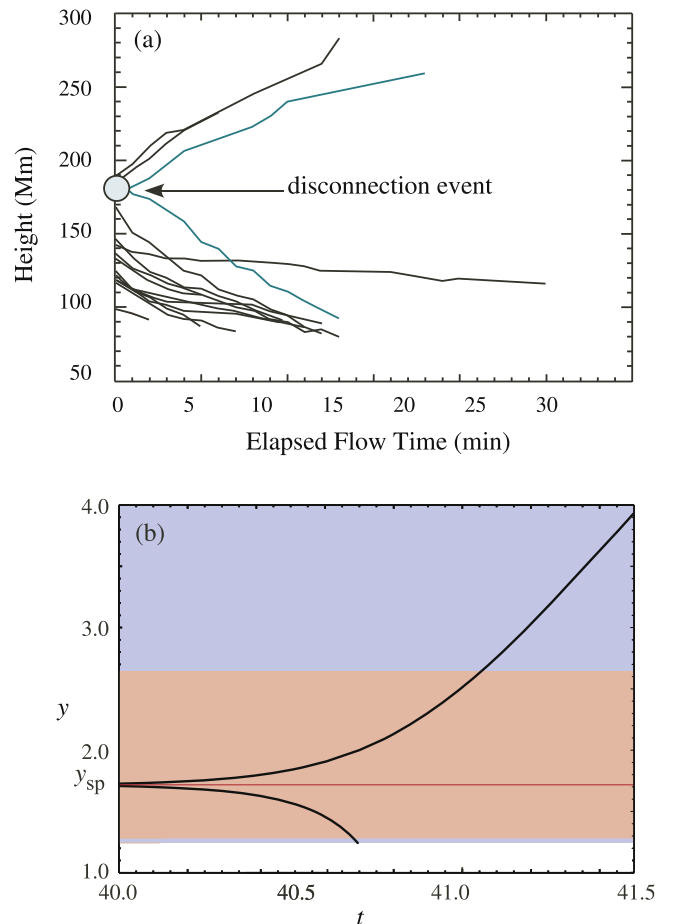 300
(a)
250
200
disconnection event
150
100
50
Height (Mm)
0 5 10 15 20 25 30
Elapsed Flow Time (min)
4.0
(b)
3.0
y
2.0
ysp
1.0
40.0 40.5 41.0 41.5
t